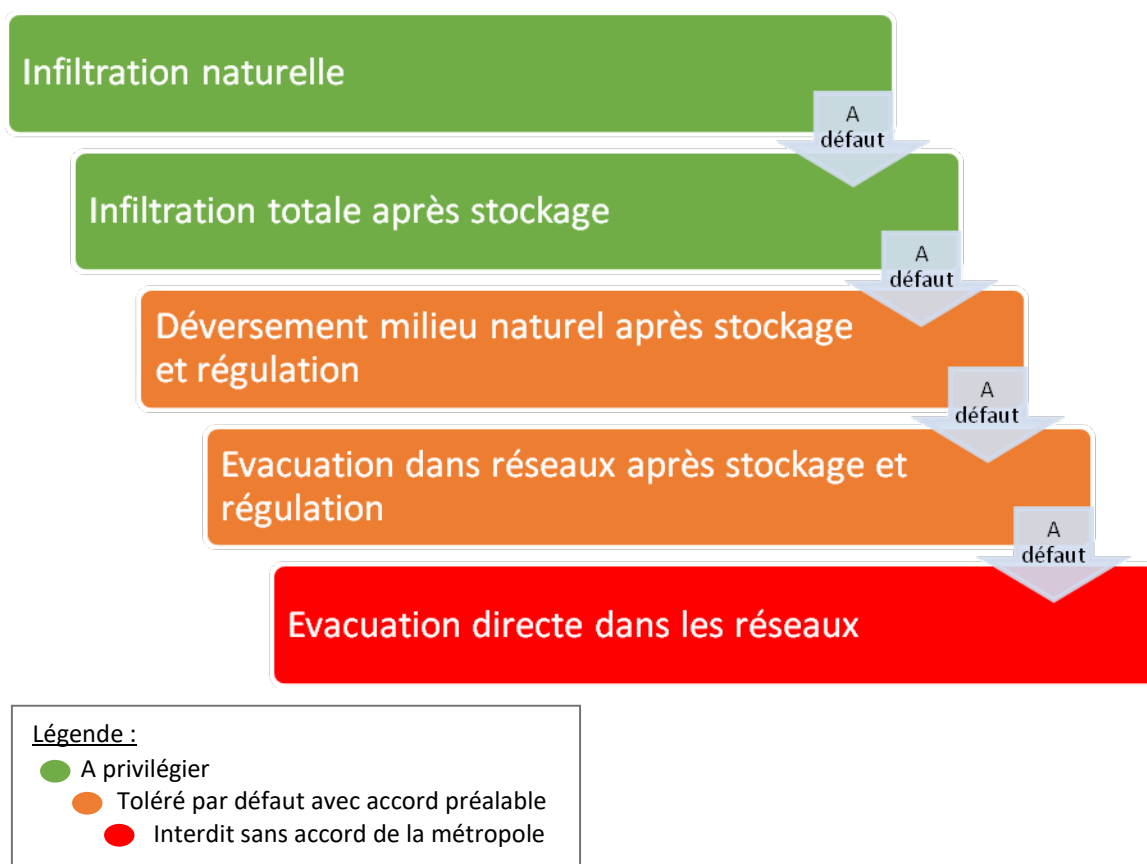 Infiltration naturelle
A
défaut
Infiltration totale après stockage
A
défaut
Déversement milieu naturel après stockage
et régulation
A
défaut
Evacuation dans réseaux après stockage et
régulation
A
défaut
Evacuation directe dans les réseaux
Légende :
A privilégier
Toléré par défaut avec accord préalable
Interdit sans accord de la métropole